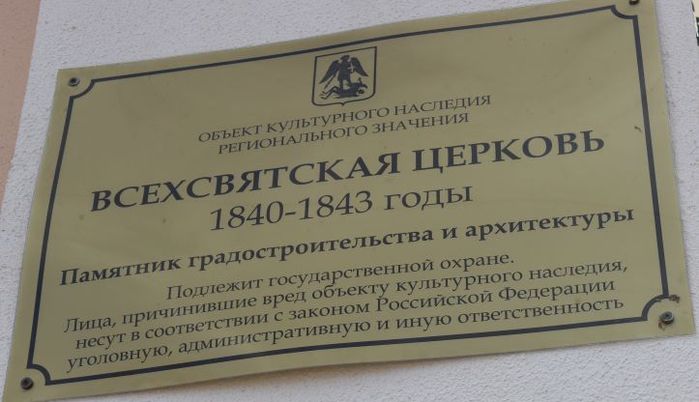 ОБЪЕКТ КУЛЬТУРНОГО НАСЛЕДИЯ
РЕГИОНАЛЬНОГО ЗНАЧЕНИЯ
ВСЕХСВЯТСКАЯ ЦЕРКОВЬ
1840-1843 ГОДЫ
Памятник градостроительства и архитектуры
Подлежит государственной охране.
Лица, причинившие вред объекту культурного наследия,
несут в соответствии с законом Российской Федерации
уголовную, административную и иную ответственность